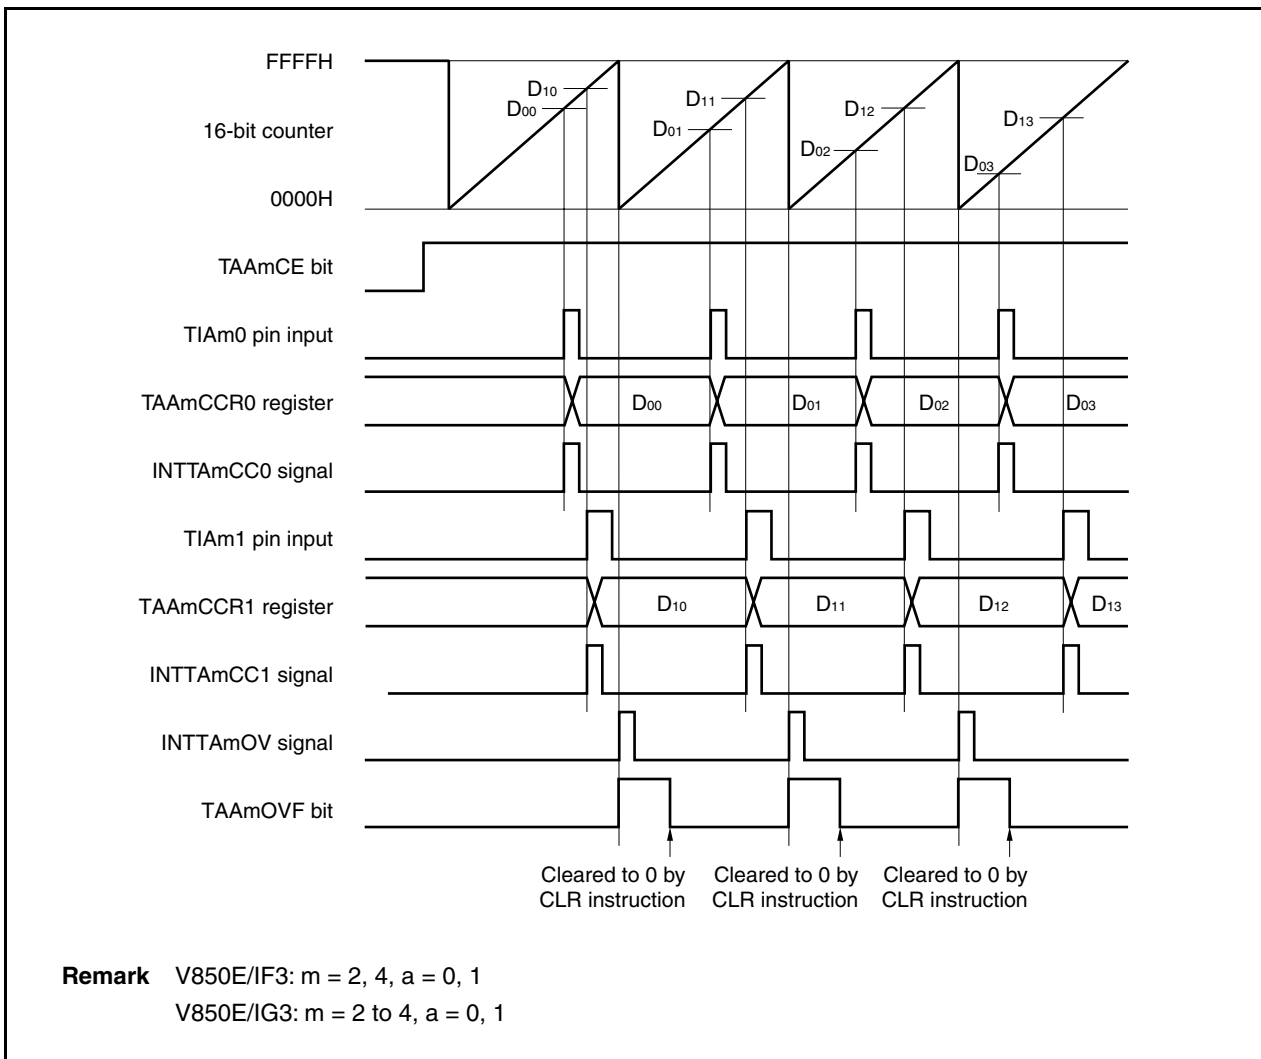 FFFFH
D10
D00
D11
D01
D12
D02
D13
D03
16-bit counter
0000H
TAAmCE bit
TIAm0 pin input
TAAmCCR0 register
D00
D01
D02
D03
INTTAmCC0 signal
TIAm1 pin input
TAAmCCR1 register
D10
D11
D12
D13
INTTAmCC1 signal
INTTAmOV signal
TAAmOVF bit
Cleared to 0 by
CLR instruction
Cleared to 0 by
CLR instruction
Cleared to 0 by
CLR instruction
Remark V850E/IF3: m = 2, 4, a = 0, 1
V850E/IG3: m = 2 to 4, a = 0, 1